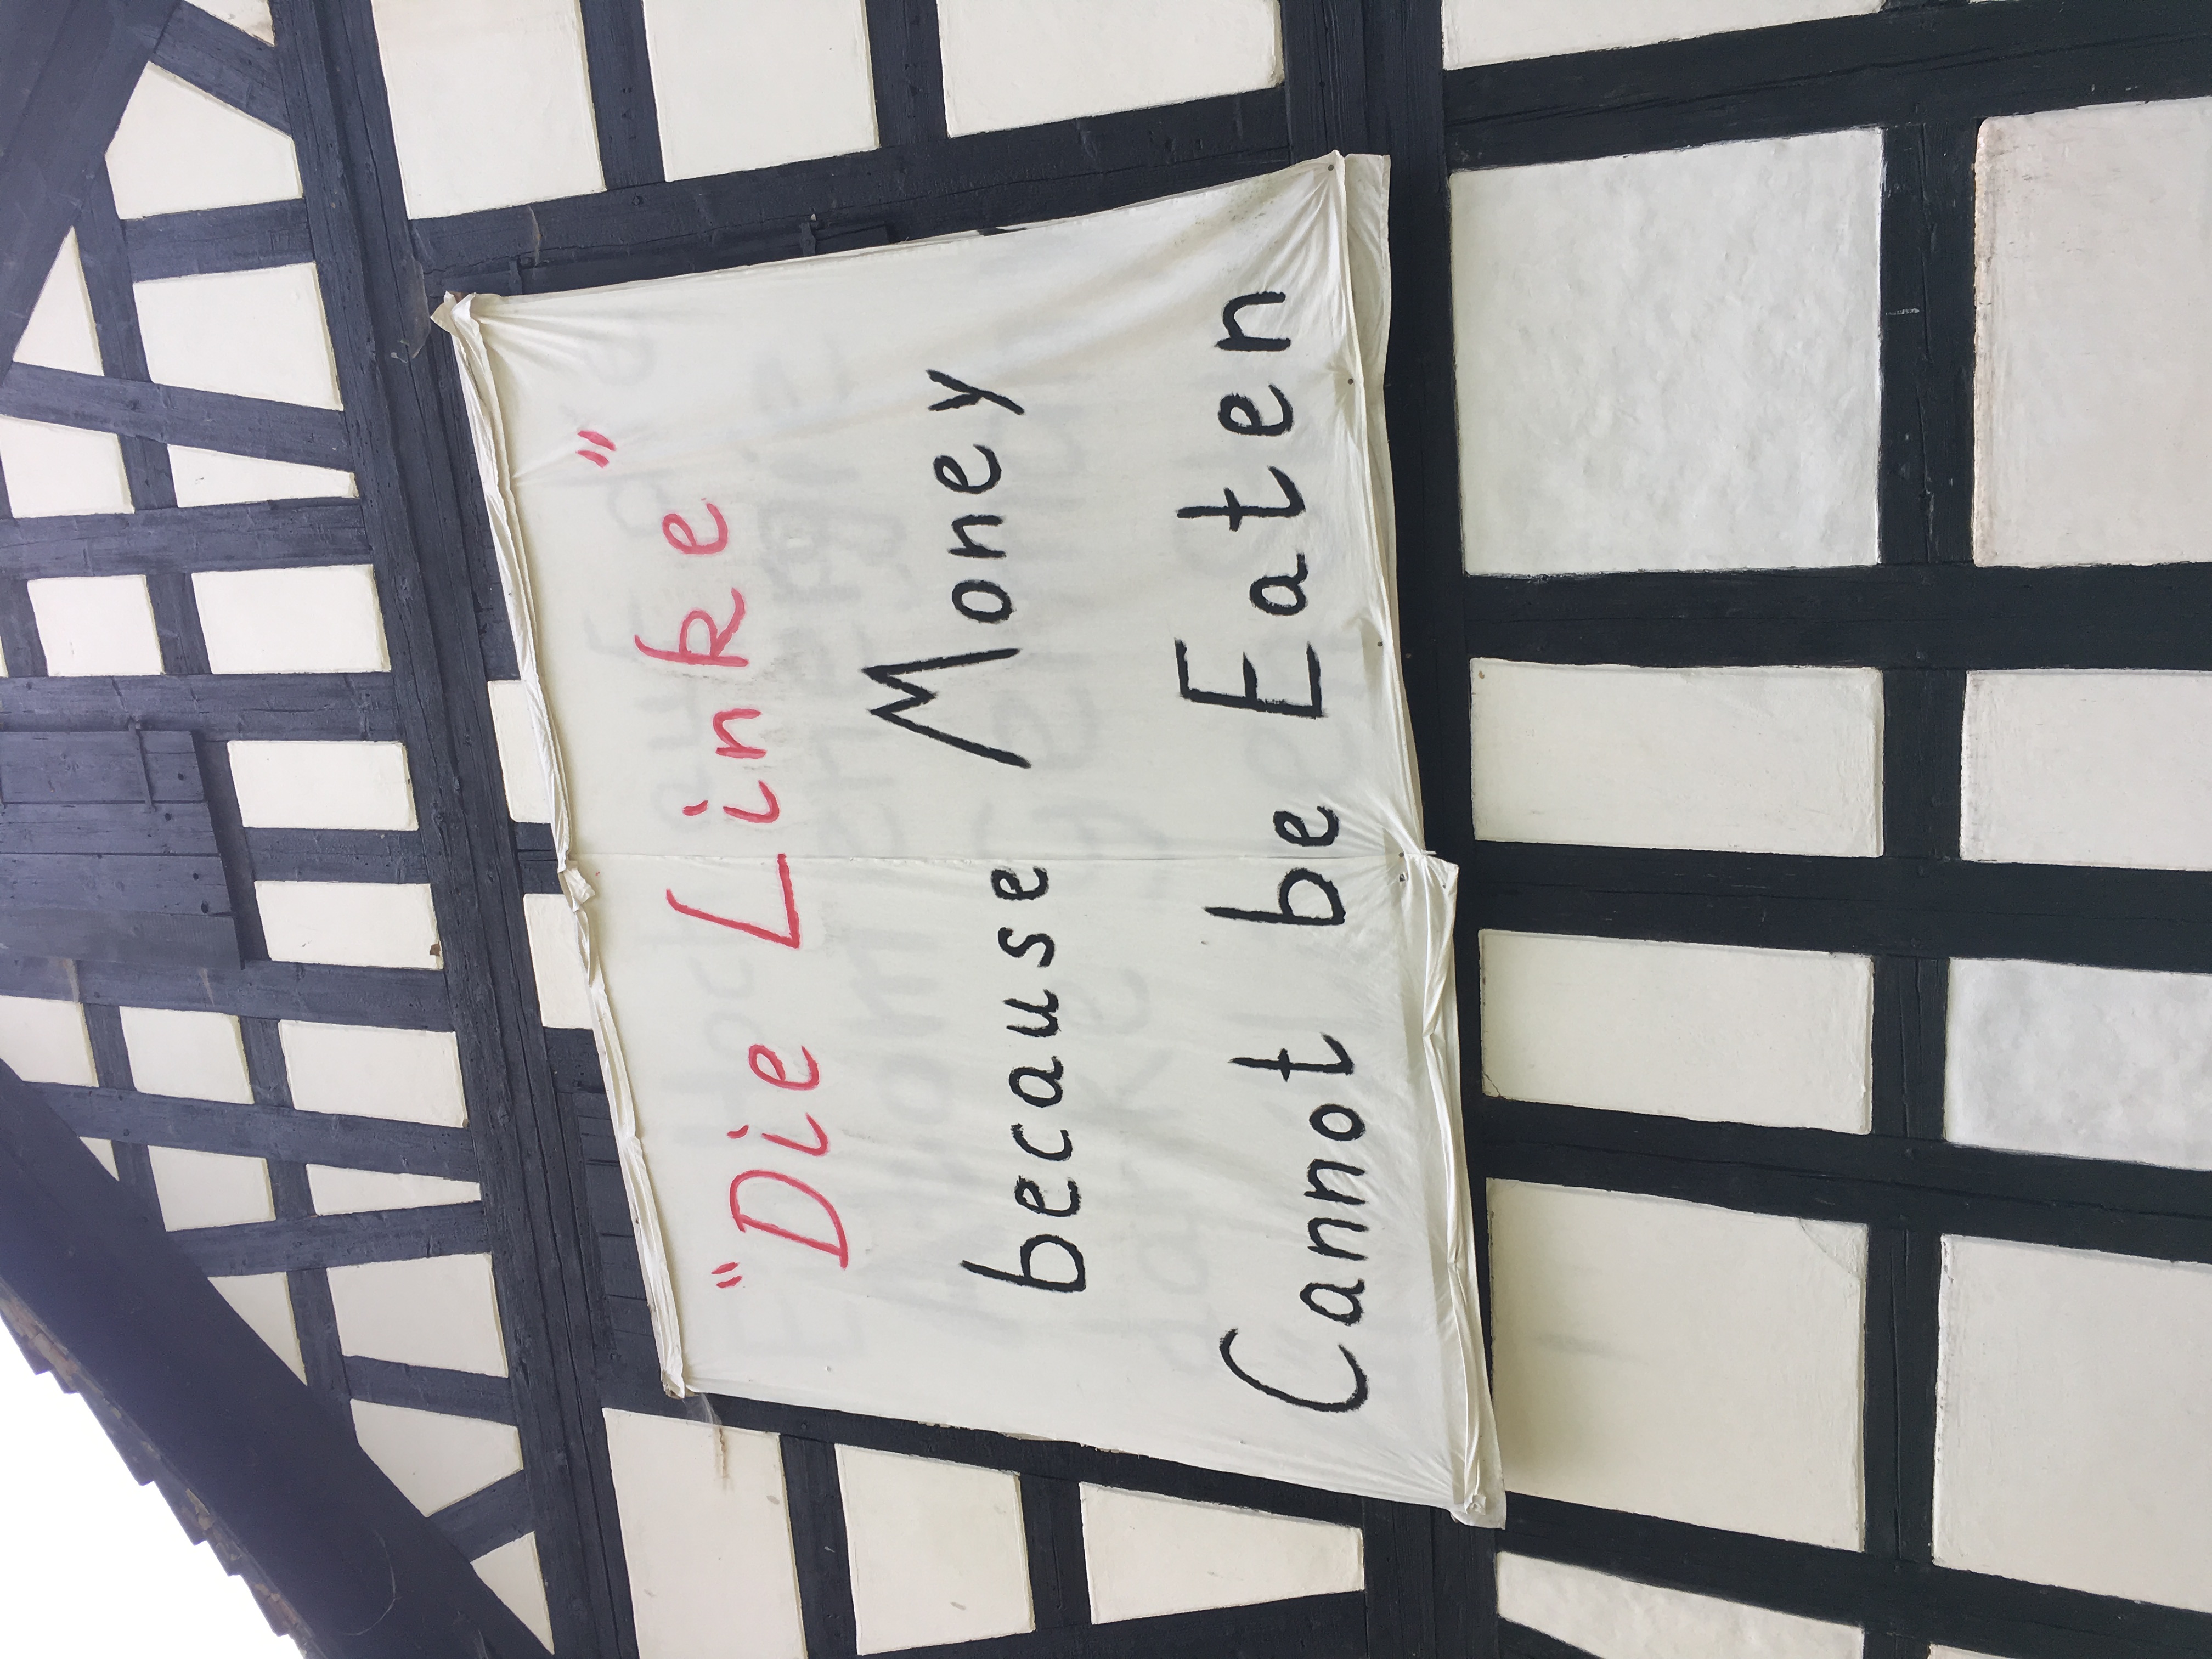 "Die Linke"
because Money
Cannot be Eaten